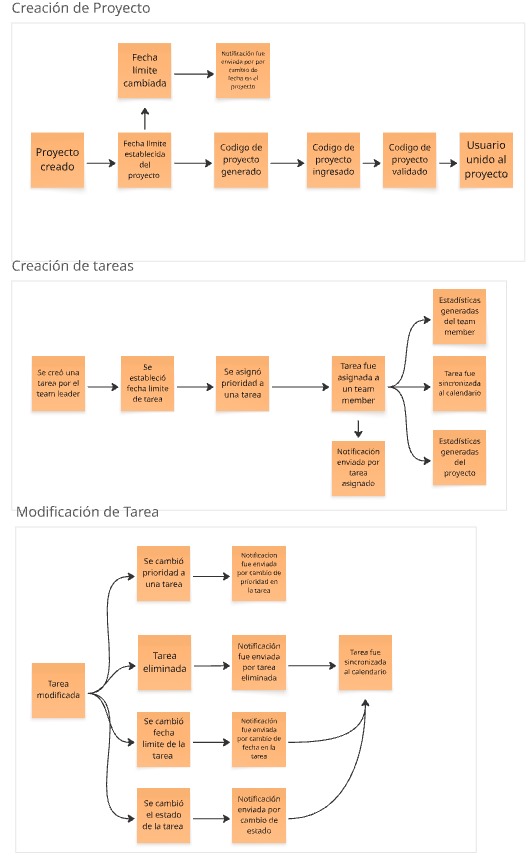 Creación de Proyecto
Fecha
límite
cambiada
Notificación fue
enviada por por
cambio de
fecha en el
proyecto
Proyecto
creado
Fecha límite
establecida
del
proyecto
Codigo de
proyecto
generado
Codigo de
proyecto
ingresado
Codigo de
proyecto
validado
Usuario
unido al
proyecto
Creación de tareas
Estadísticas
generadas
del team
member
Se creó una
tarea por el
team leader
Se
estableció
fecha limite
de tarea
Se asignó
prioridad a
una tarea
Tarea fue
asignada a
un team
member
Tarea fue
sincronizada
al calendario
Notificación
enviada por
tarea
asignado
Estadísticas
generadas
del
proyecto
Modificación de Tarea
Se cambió
prioridad a
una tarea
Notificacion
fue enviada
por cambio de
prioridad en
la tarea
Tarea
modificada
Tarea
eliminada
Notificación
fue enviada
por tarea
eliminada
Tarea fue
sincronizada
al calendario
Se cambió
fecha
limite de la
tarea
Notificación
fue enviada
por cambio de
fecha en la
tarea
Se cambió
el estado
de la tarea
Notificación
enviada por
cambio de
estado